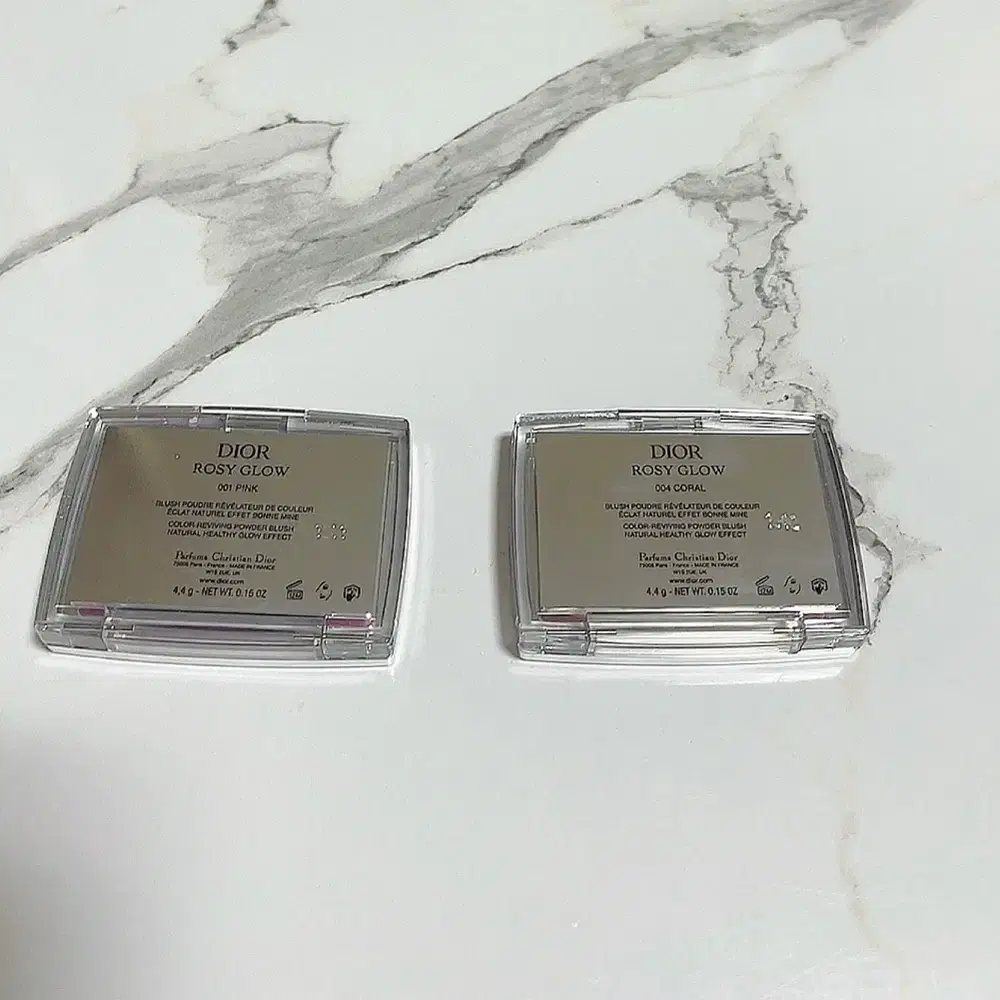 DIOR
ROSY GLOW
001 PINK
BLUSH POUDRE RÉVÉLATEUR DE COULEUR
ÉCLAT NATUREL EFFET BONNE MINE
COLOR-REVIVING POWDER BLUSH
NATURAL HEALTHY GLOW EFFECT
Parfums Christian Dior
75008 Paris - France - MADE IN FRANCE
W1S 2UE, UK
www.dior.com
4,4 g - NET WT. 0.15 OZ
12M
DIOR
ROSY GLOW
004 CORAL
BLUSH POUDRE RÉVÉLATEUR DE COULEUR
ÉCLAT NATUREL EFFET BONNE MINE
COLOR-REVIVING POWDER BLUSH
NATURAL HEALTHY GLOW EFFECT
Parfums Christian Dior
75008 Paris - France - MADE IN FRANCE
W1S 2UE, UK
www.dior.com
4,4 g - NET WT. 0.15 OZ
12M